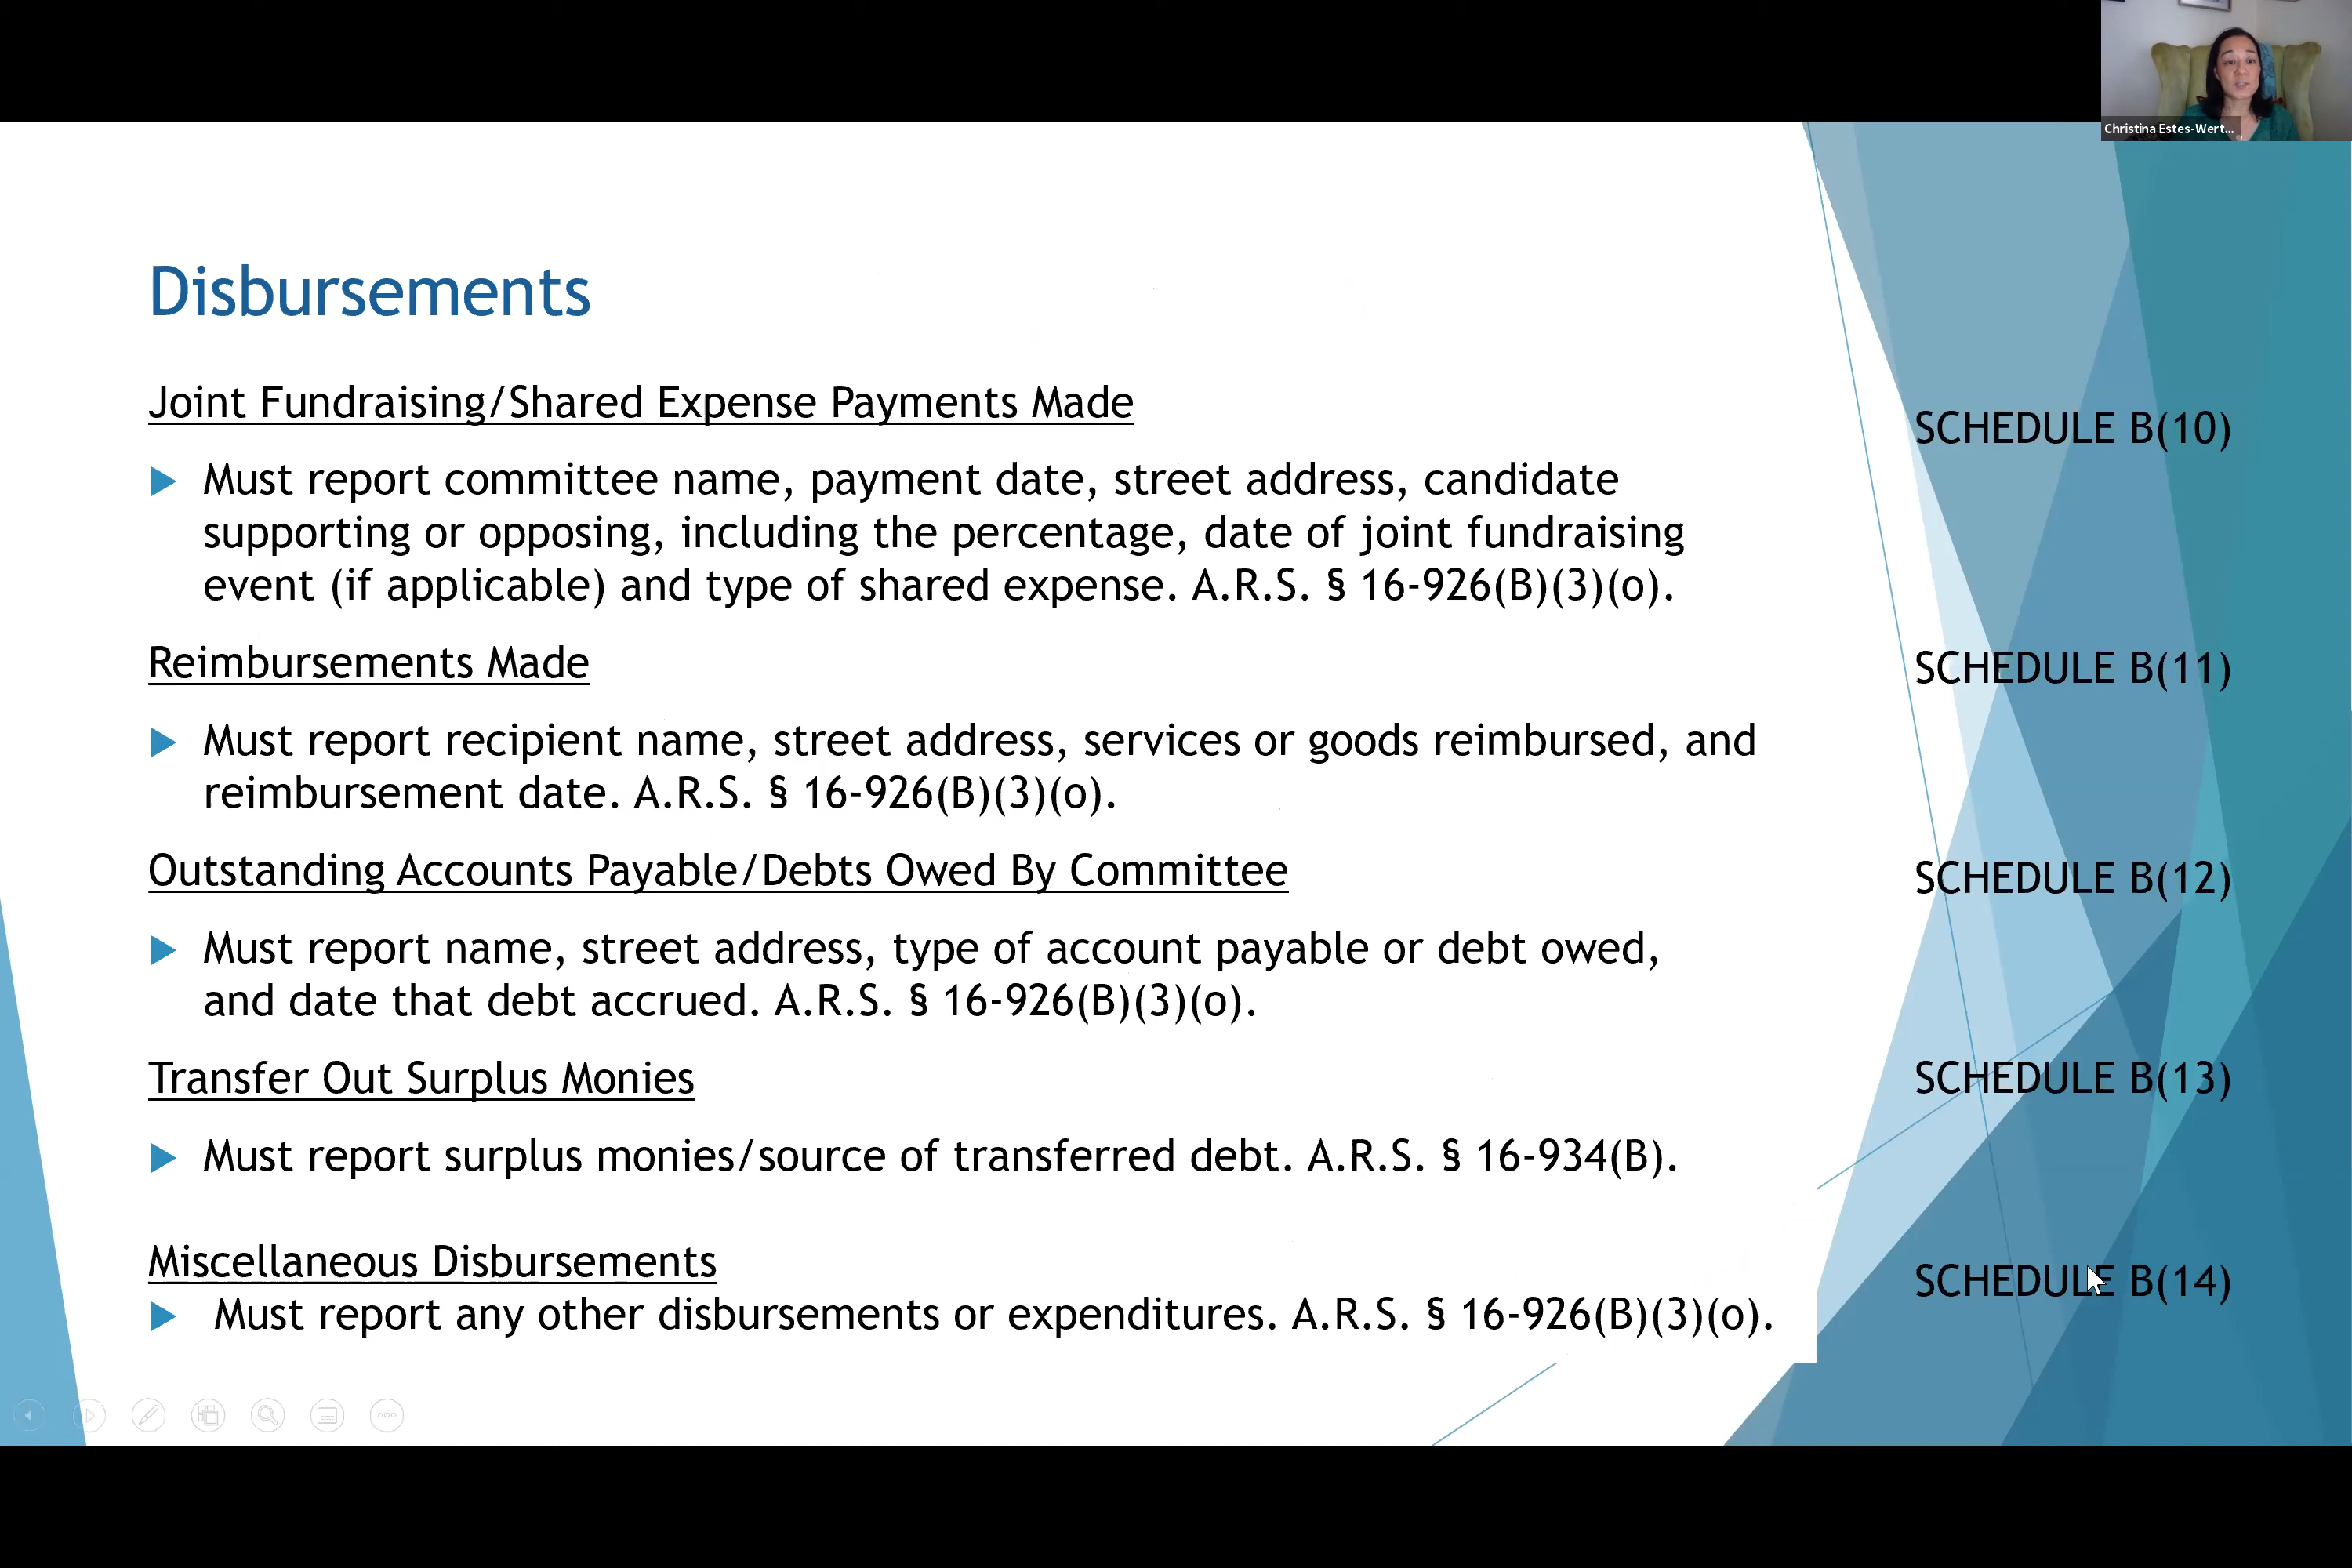 Christina Estes-Wert...
Disbursements
Joint Fundraising/Shared Expense Payments Made
SCHEDULE B(10)
Must report committee name, payment date, street address, candidate
supporting or opposing, including the percentage, date of joint fundraising
event (if applicable) and type of shared expense. A.R.S. § 16-926(B)(3)(o).
Reimbursements Made
SCHEDULE B(11)
Must report recipient name, street address, services or goods reimbursed, and
reimbursement date. A.R.S. § 16-926(B)(3)(o).
Outstanding Accounts Payable/Debts Owed By Committee
SCHEDULE B(12)
Must report name, street address, type of account payable or debt owed,
and date that debt accrued. A.R.S. § 16-926(B)(3)(o).
Transfer Out Surplus Monies
SCHEDULE B(13)
Must report surplus monies/source of transferred debt. A.R.S. § 16-934(B).
Miscellaneous Disbursements
SCHEDULE B(14)
Must report any other disbursements or expenditures. A.R.S. § 16-926(B)(3)(o).